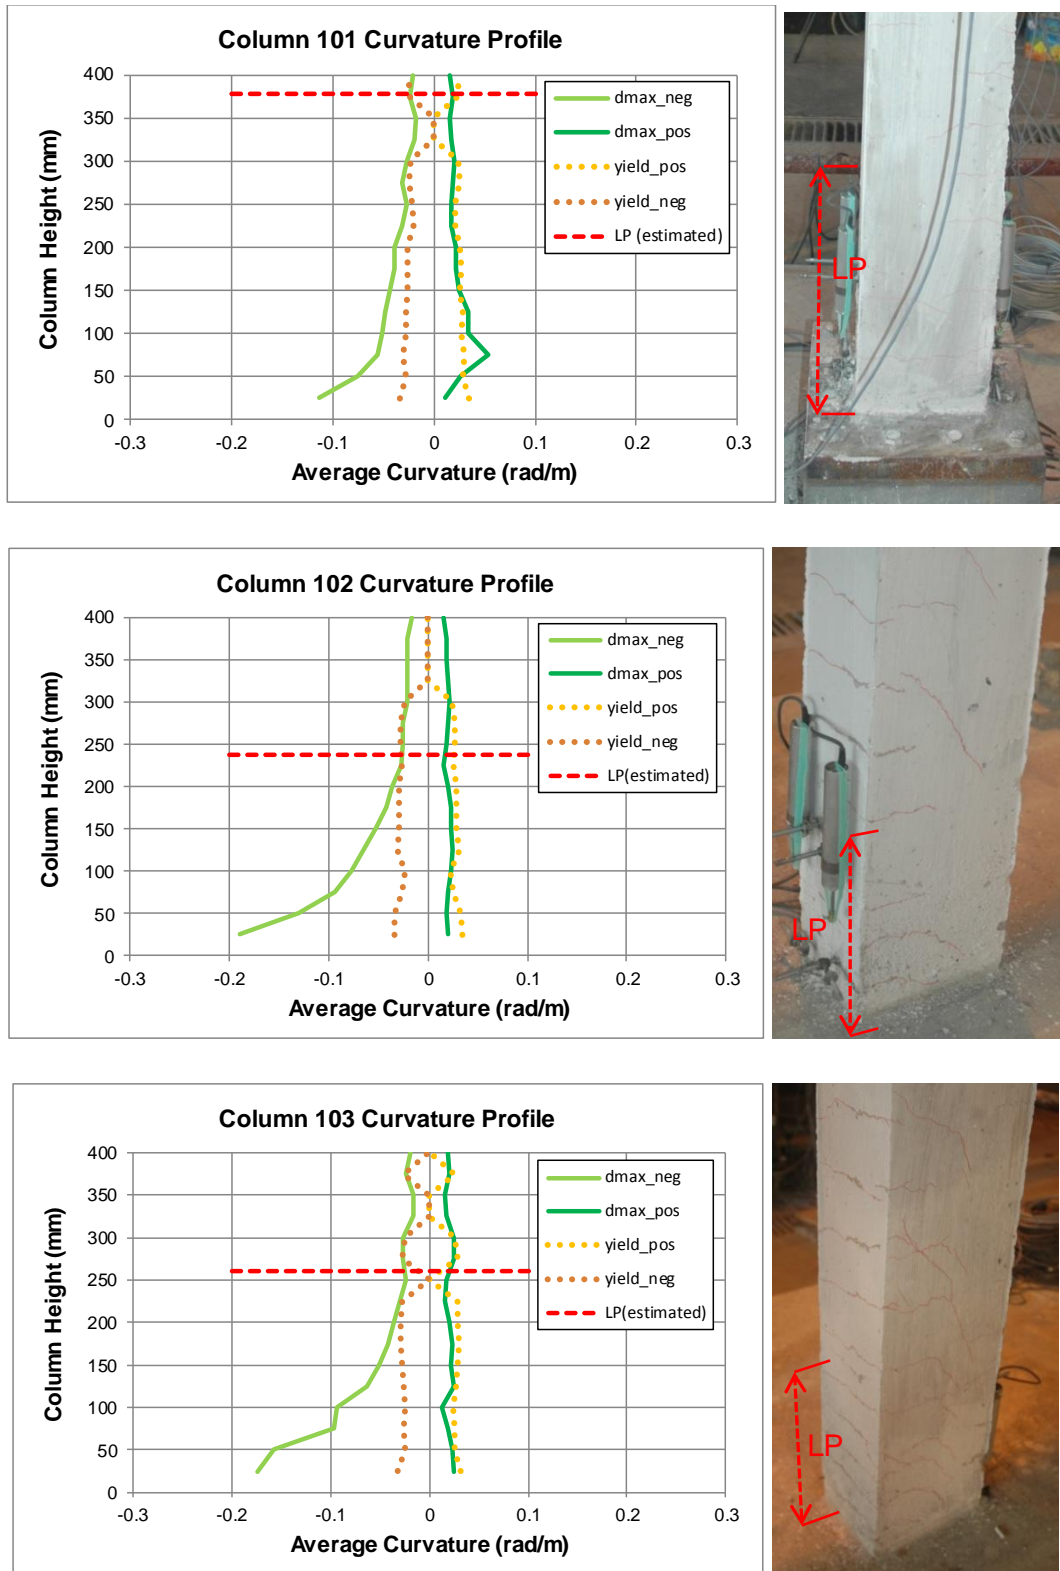 Column 101 Curvature Profile
400
350
300
250
200
150
100
50
0
Column Height (mm)
-0.3
-0.2
-0.1
0
0.1
0.2
0.3
Average Curvature (rad/m)
dmax_neg
dmax_pos
yield_pos
yield_neg
LP (estimated)
LP
Column 102 Curvature Profile
400
350
300
250
200
150
100
50
0
Column Height (mm)
-0.3
-0.2
-0.1
0
0.1
0.2
0.3
Average Curvature (rad/m)
dmax_neg
dmax_pos
yield_pos
yield_neg
LP(estimated)
LP
Column 103 Curvature Profile
400
350
300
250
200
150
100
50
0
Column Height (mm)
-0.3
-0.2
-0.1
0
0.1
0.2
0.3
Average Curvature (rad/m)
dmax_neg
dmax_pos
yield_pos
yield_neg
LP(estimated)
LP